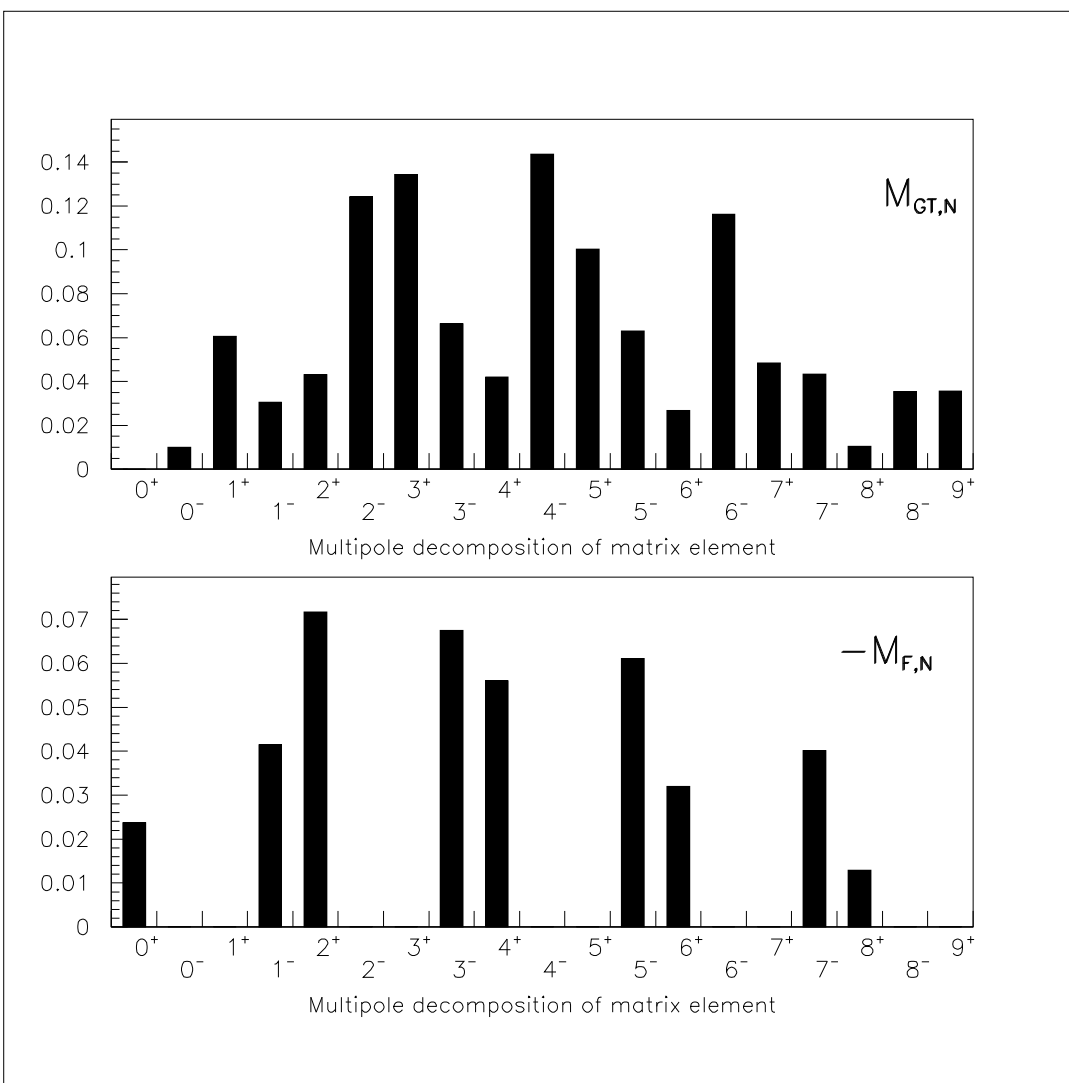 0.14
0.12
0.1
0.08
0.06
0.04
0.02
0
M_{GT,N}
0⁺ 1⁺ 2⁺ 3⁺ 4⁺ 5⁺ 6⁺ 7⁺ 8⁺ 9⁺
0⁻ 1⁻ 2⁻ 3⁻ 4⁻ 5⁻ 6⁻ 7⁻ 8⁻
Multipole decomposition of matrix element
0.07
0.06
0.05
0.04
0.03
0.02
0.01
0
−M_{F,N}
0⁺ 1⁺ 2⁺ 3⁺ 4⁺ 5⁺ 6⁺ 7⁺ 8⁺ 9⁺
0⁻ 1⁻ 2⁻ 3⁻ 4⁻ 5⁻ 6⁻ 7⁻ 8⁻
Multipole decomposition of matrix element